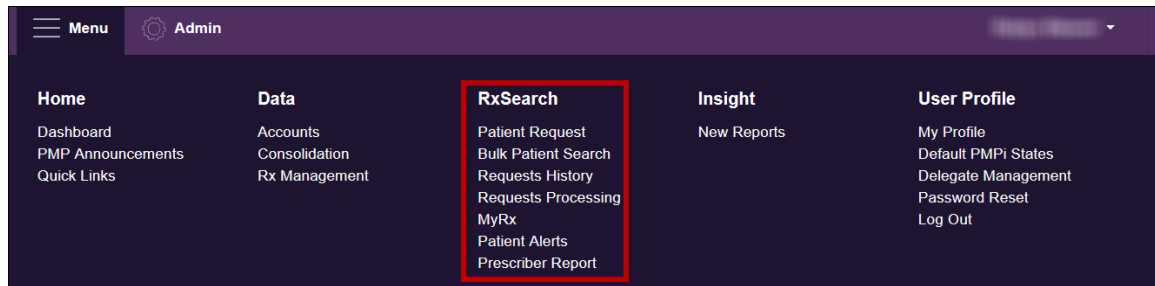 Menu
Admin
Home
Dashboard
PMP Announcements
Quick Links
Data
Accounts
Consolidation
Rx Management
RxSearch
Patient Request
Bulk Patient Search
Requests History
Requests Processing
MyRx
Patient Alerts
Prescriber Report
Insight
New Reports
User Profile
My Profile
Default PMPi States
Delegate Management
Password Reset
Log Out